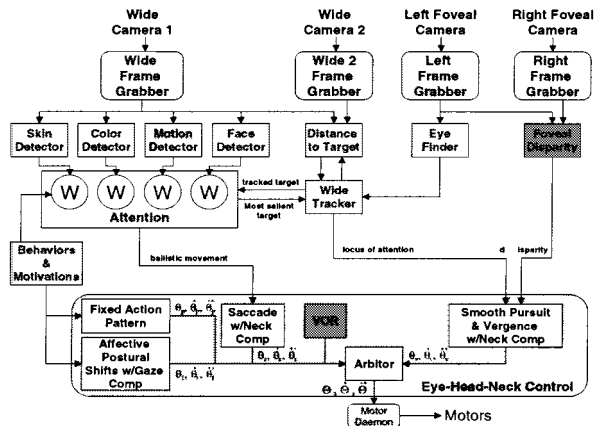 Wide
Camera 1
Wide
Camera 2
Left Foveal
Camera
Right Foveal
Camera
Wide
Frame
Grabber
Wide 2
Frame
Grabber
Left
Frame
Grabber
Right
Frame
Grabber
Skin
Detector
Color
Detector
Motion
Detector
Face
Detector
Distance
to Target
Eye
Finder
Foveal
Disparity
W W W W
Attention
tracked target
Most salient
target
Wide
Tracker
Behaviors
&
Motivations
ballistic movement
locus of attention
d isparity
Fixed Action
Pattern
Affective
Postural
Shifts w/Gaze
Comp
Saccade
w/Neck
Comp
VOR
Smooth Pursuit
& Vergence
w/Neck Comp
Arbitor
Eye-Head-Neck Control
Motor
Daemon
Motors